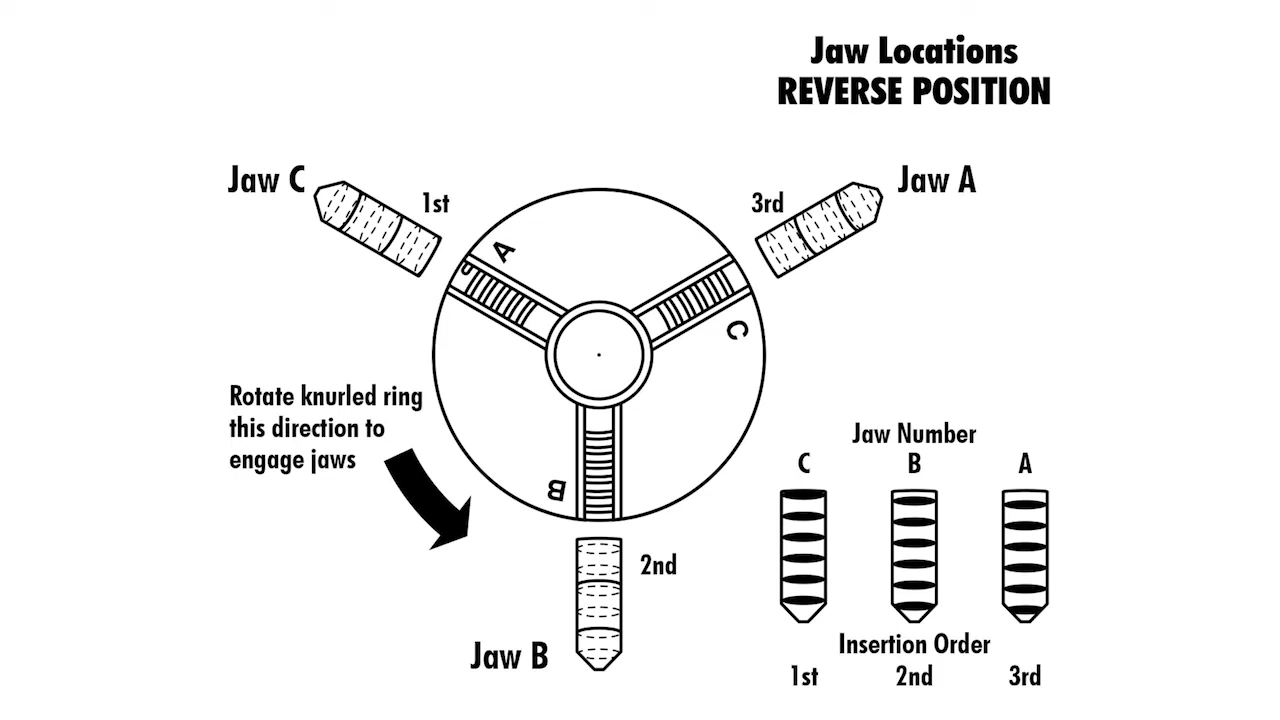 Jaw Locations
REVERSE POSITION
Jaw C
1st
3rd
Jaw A
A
C
Rotate knurled ring
this direction to
engage jaws
B
2nd
Jaw B
Jaw Number
C B A
Insertion Order
1st 2nd 3rd